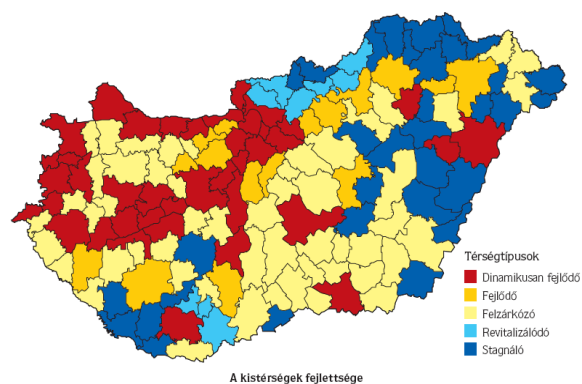 Térségtípusok
Dinamikusan fejlődő
Fejlődő
Felzárkózó
Revitalizálódó
Stagnáló
A kistérségek fejlettsége